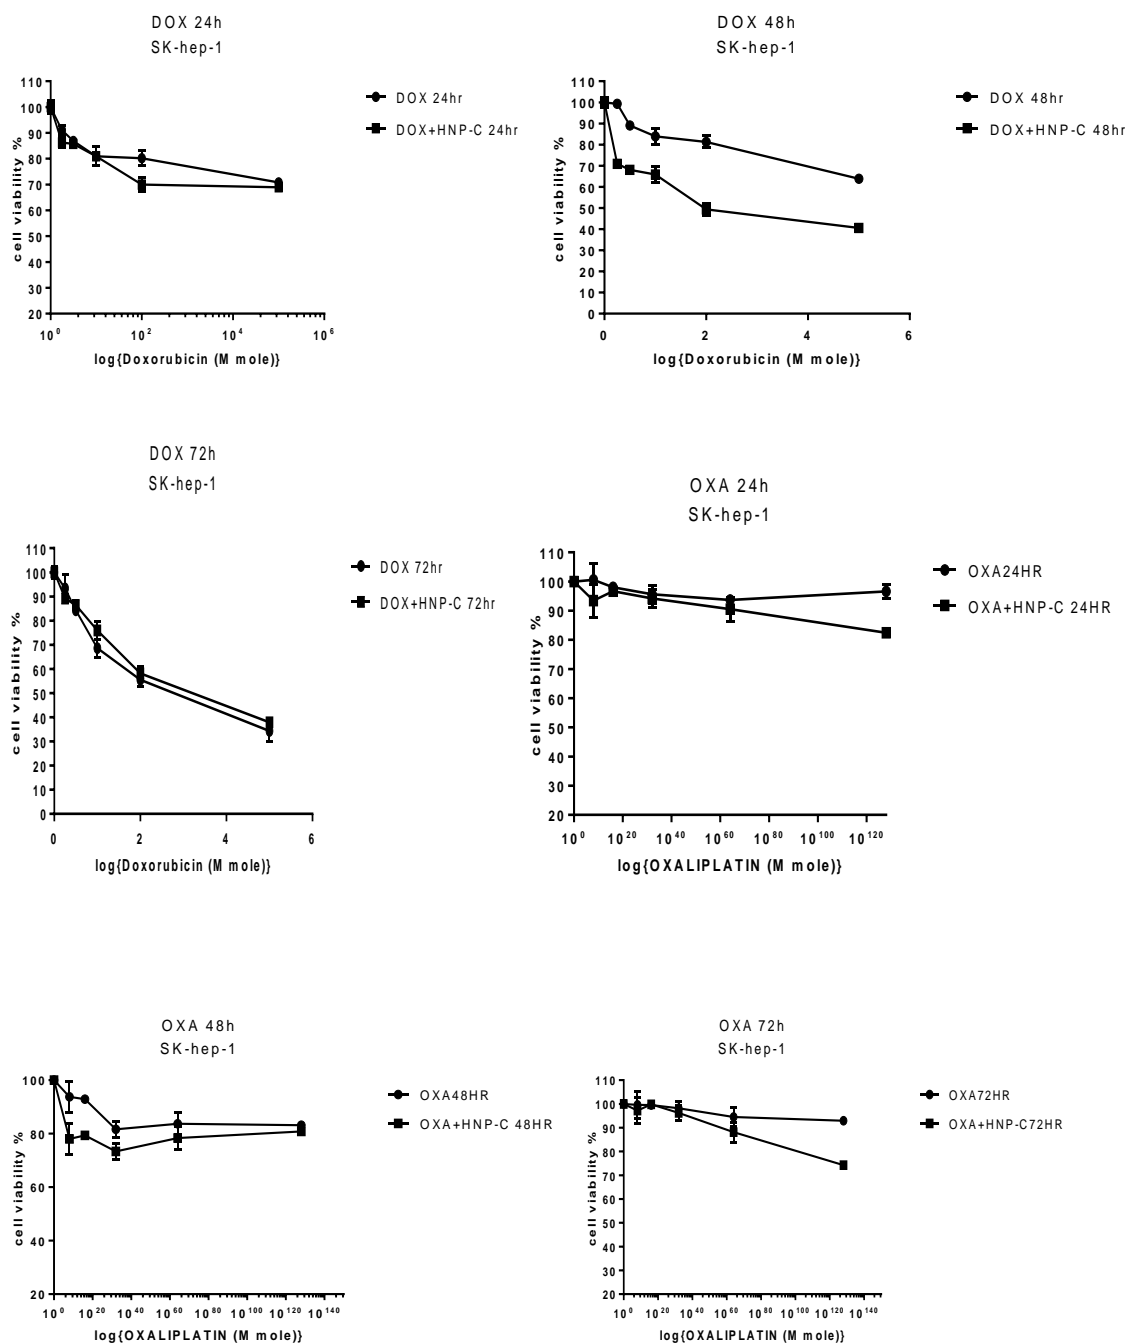 DOX 24h
SK-hep-1
DOX 24hr
DOX+HNP-C 24hr
110
100
90
80
70
60
50
40
30
20
cell viability %
10^0 10^2 10^4 10^6
log{Doxorubicin (M mole)}
DOX 48h
SK-hep-1
DOX 48hr
DOX+HNP-C 48hr
110
100
90
80
70
60
50
40
30
20
10
0
cell viability %
0 2 4 6
log{Doxorubicin (M mole)}
DOX 72h
SK-hep-1
DOX 72hr
DOX+HNP-C 72hr
110
100
90
80
70
60
50
40
30
20
10
0
cell viability %
0 2 4 6
log{Doxorubicin (M mole)}
OXA 24h
SK-hep-1
OXA24HR
OXA+HNP-C 24HR
110
100
90
80
70
60
50
40
30
20
cell viability %
10^0 10^20 10^40 10^60 10^80 10^100 10^120
log{OXALIPLATIN (M mole)}
OXA 48h
SK-hep-1
OXA48HR
OXA+HNP-C 48HR
100
80
60
40
20
cell viability %
10^0 10^20 10^40 10^60 10^80 10^100 10^120 10^140
log{OXALIPLATIN (M mole)}
OXA 72h
SK-hep-1
OXA72HR
OXA+HNP-C72HR
110
100
90
80
70
60
50
40
30
20
cell viability %
10^0 10^20 10^40 10^60 10^80 10^100 10^120 10^140
log{OXALIPLATIN (M mole)}